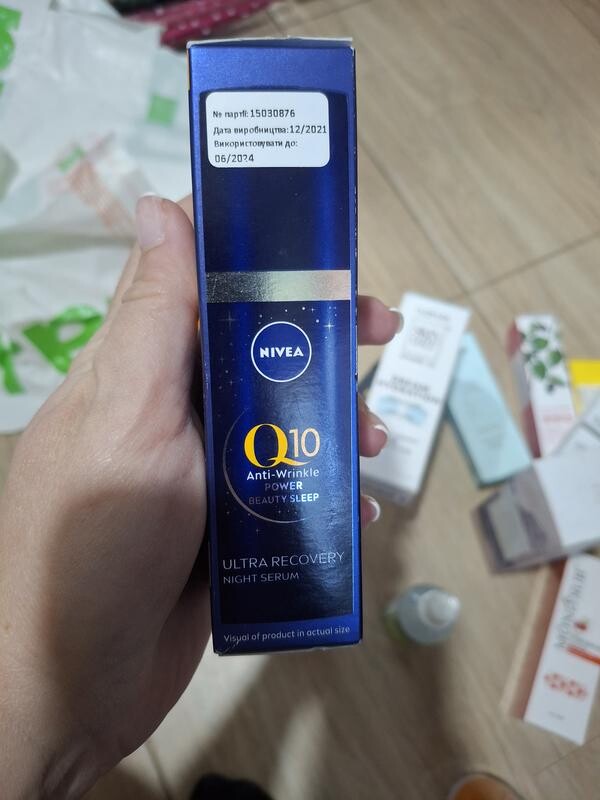 № партії: 15030876
Дата виробництва: 12/2021
Використовувати до:
06/2024
NIVEA
Q10
Anti-Wrinkle
POWER
BEAUTY SLEEP
ULTRA RECOVERY
NIGHT SERUM
Visual of product in actual size